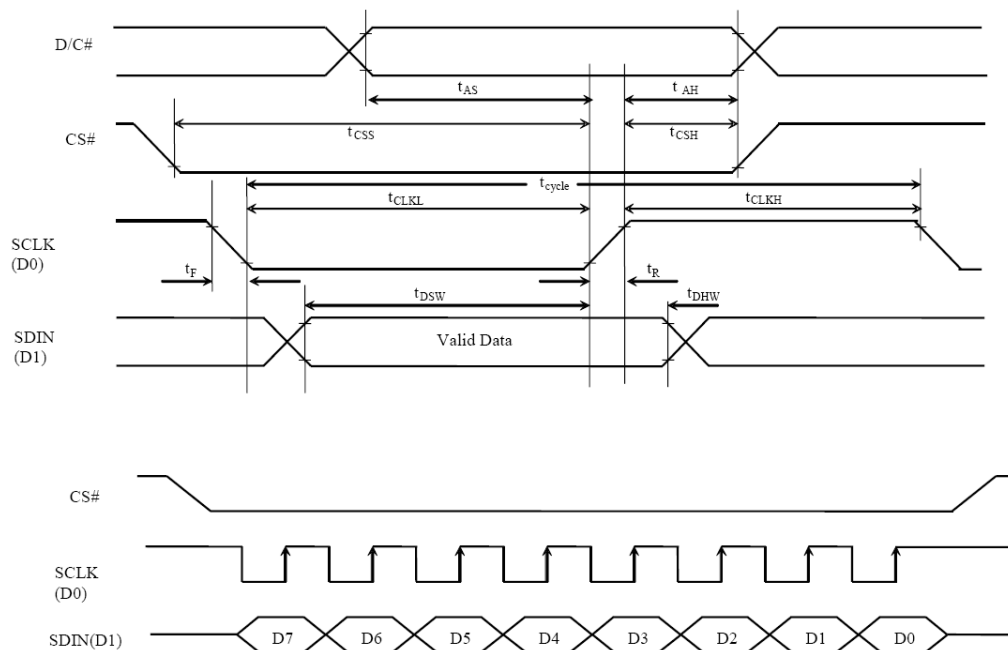 D/C#
tAS
t AH
CS#
tCSS
tCSH
tcycle
tCLKL
tCLKH
SCLK
(D0)
tF
tR
tDSW
tDHW
SDIN
(D1)
Valid Data
CS#
SCLK
(D0)
SDIN(D1)
D7
D6
D5
D4
D3
D2
D1
D0